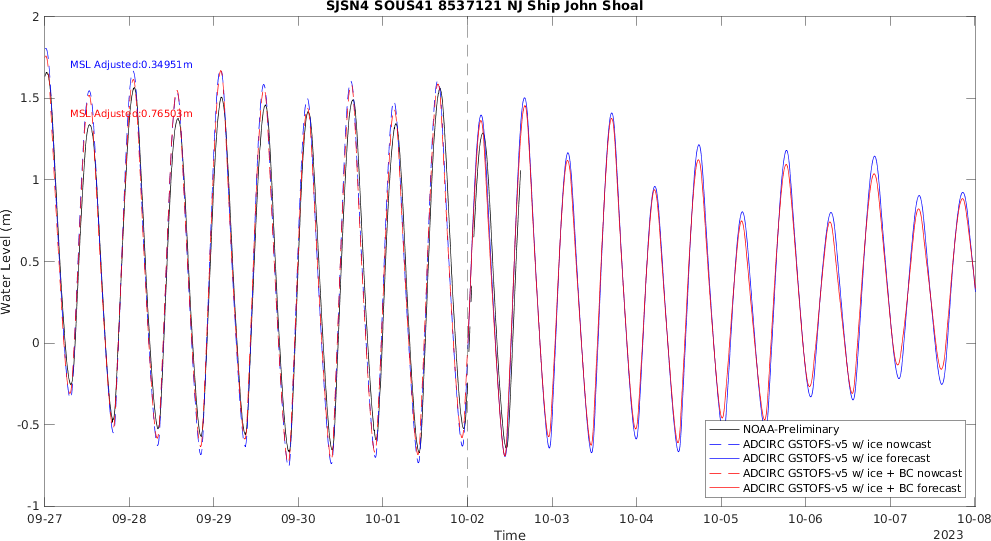 SJSN4 SOUS41 8537121 NJ Ship John Shoal
2
1.5
1
0.5
0
-0.5
-1
Water Level (m)
MSL Adjusted:0.34951m
MSL Adjusted:0.76503m
NOAA-Preliminary
ADCIRC GSTOFS-v5 w/ ice nowcast
ADCIRC GSTOFS-v5 w/ ice forecast
ADCIRC GSTOFS-v5 w/ ice + BC nowcast
ADCIRC GSTOFS-v5 w/ ice + BC forecast
09-27 09-28 09-29 09-30 10-01 10-02 10-03 10-04 10-05 10-06 10-07 10-08
Time
2023